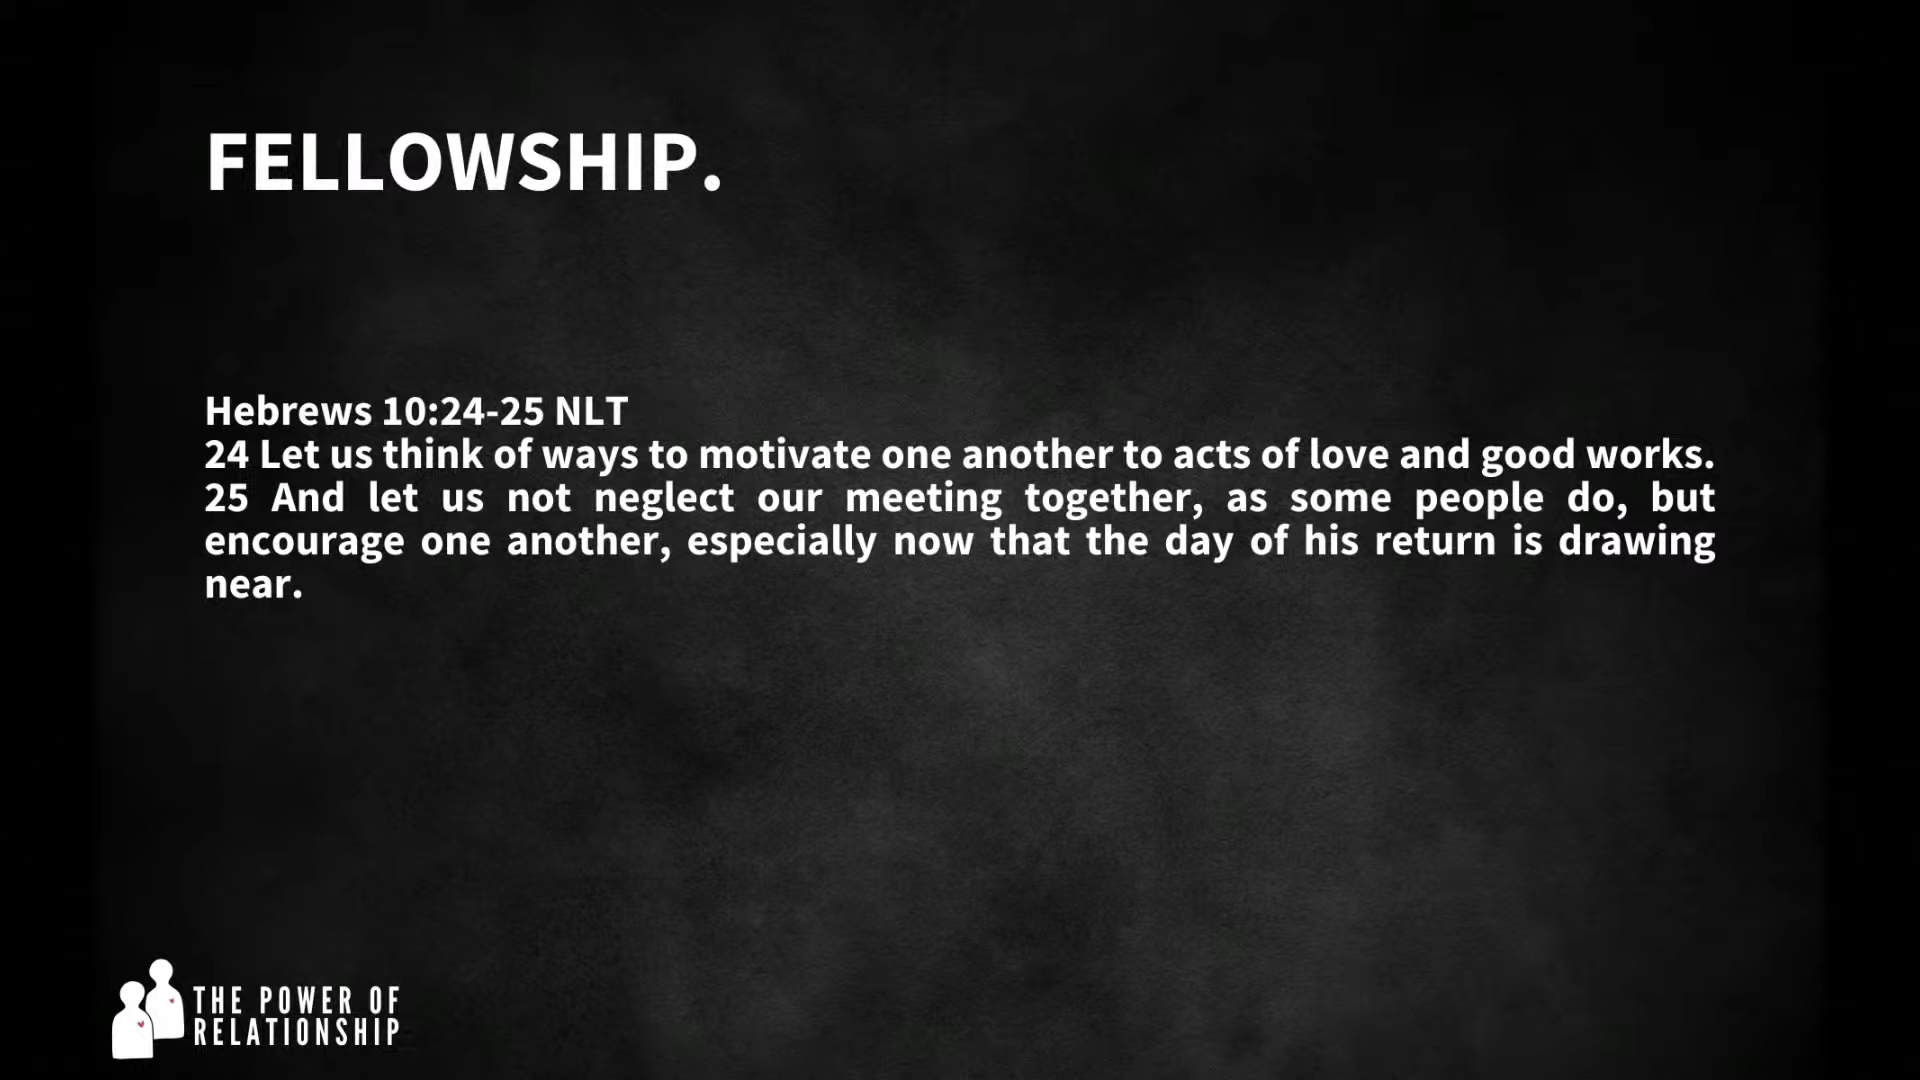 FELLOWSHIP.
Hebrews 10:24-25 NLT
24 Let us think of ways to motivate one another to acts of love and good works.
25 And let us not neglect our meeting together, as some people do, but
encourage one another, especially now that the day of his return is drawing
near.
THE POWER OF
RELATIONSHIP